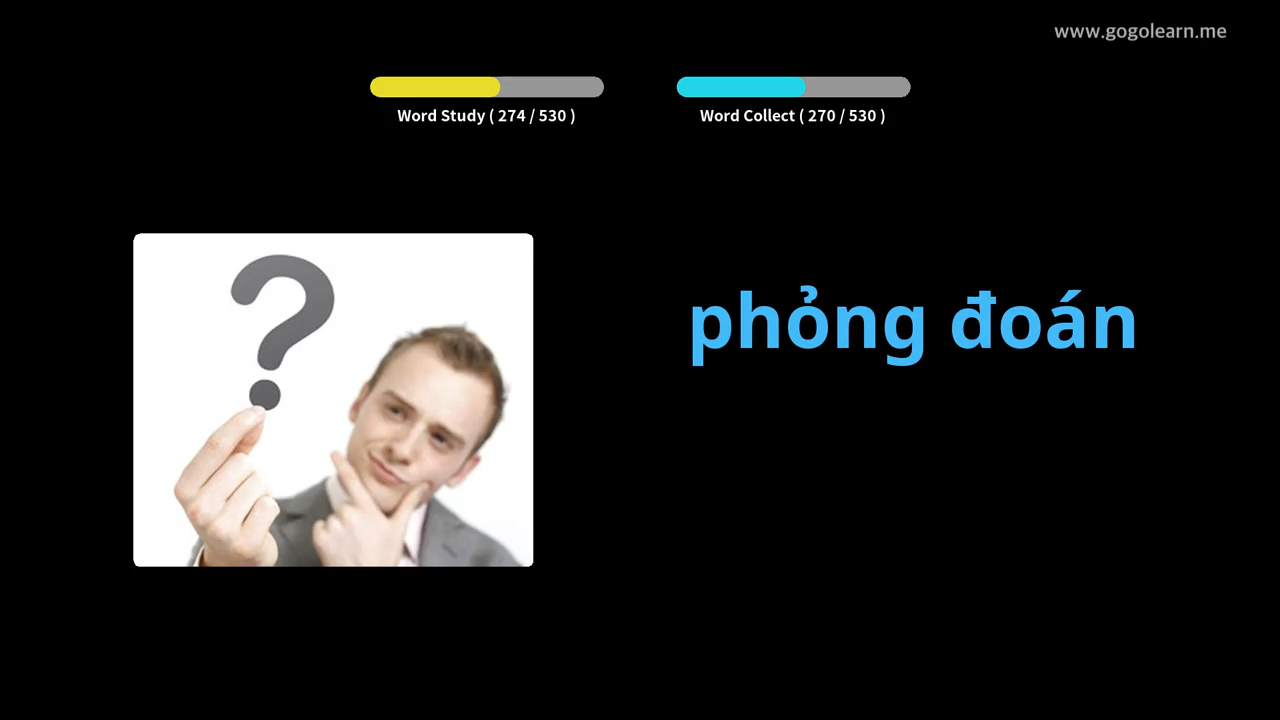 www.gogolearn.me
Word Study ( 274 / 530 )
Word Collect ( 270 / 530 )
?
phỏng đoán